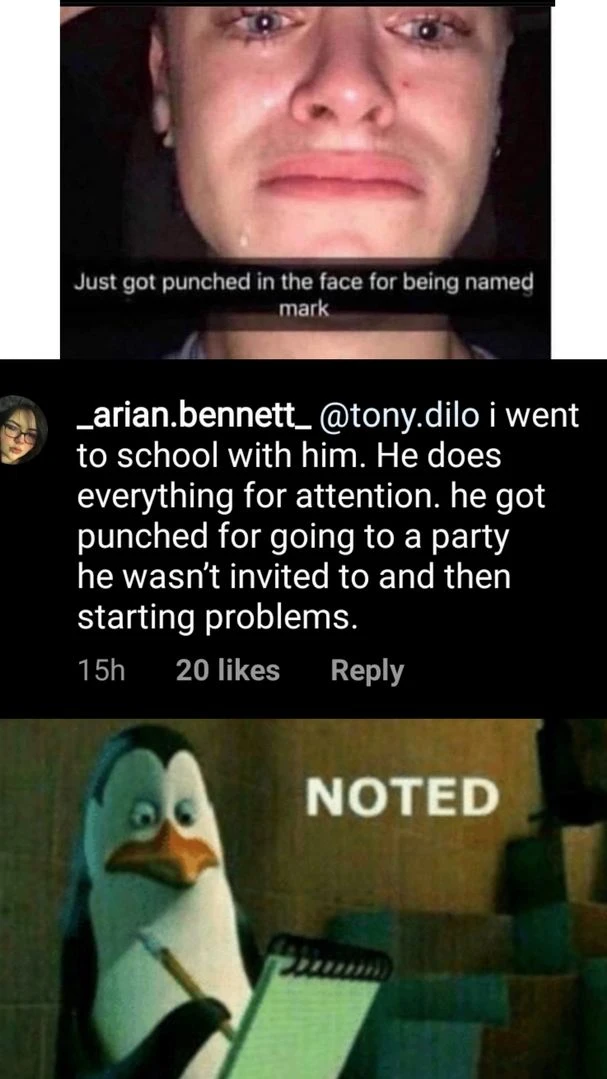 Just got punched in the face for being named
mark
_arian.bennett_ @tony.dilo i went
to school with him. He does
everything for attention. he got
punched for going to a party
he wasn't invited to and then
starting problems.
15h 20 likes Reply
NOTED